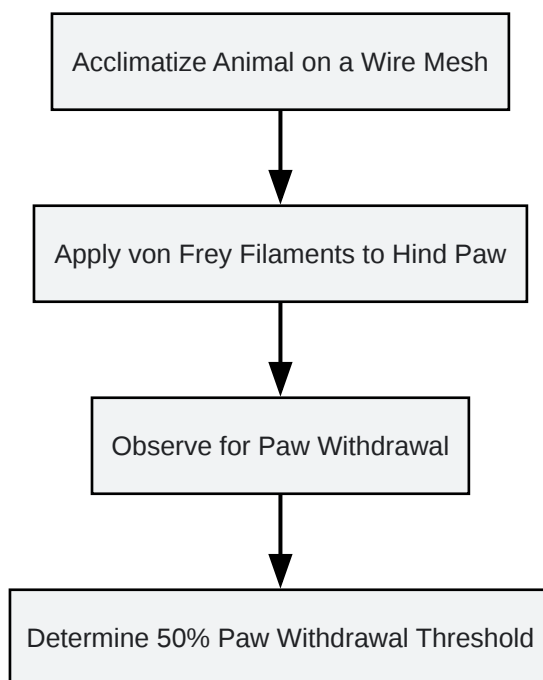 Acclimatize Animal on a Wire Mesh
Apply von Frey Filaments to Hind Paw
Observe for Paw Withdrawal
Determine 50% Paw Withdrawal Threshold